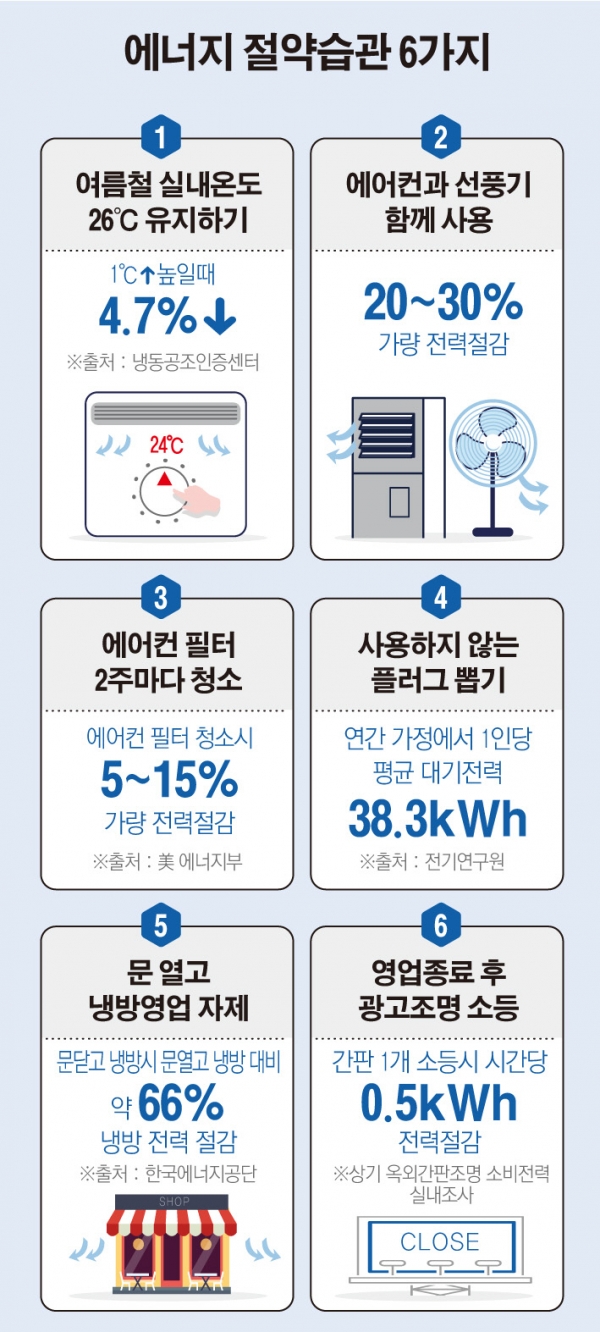 에너지 절약습관 6가지
1
여름철 실내온도
26℃ 유지하기
1℃↑높일때
4.7%↓
※출처 : 냉동공조인증센터
24℃
2
에어컨과 선풍기
함께 사용
20~30%
가량 전력절감
3
에어컨 필터
2주마다 청소
에어컨 필터 청소시
5~15%
가량 전력절감
※출처 : 美 에너지부
4
사용하지 않는
플러그 뽑기
연간 가정에서 1인당
평균 대기전력
38.3kWh
※출처 : 전기연구원
5
문 열고
냉방영업 자제
문닫고 냉방시 문열고 냉방 대비
약 66%
냉방 전력 절감
※출처 : 한국에너지공단
SHOP
6
영업종료 후
광고조명 소등
간판 1개 소등시 시간당
0.5kWh
전력절감
※상기 옥외간판조명 소비전력
실내조사
CLOSE